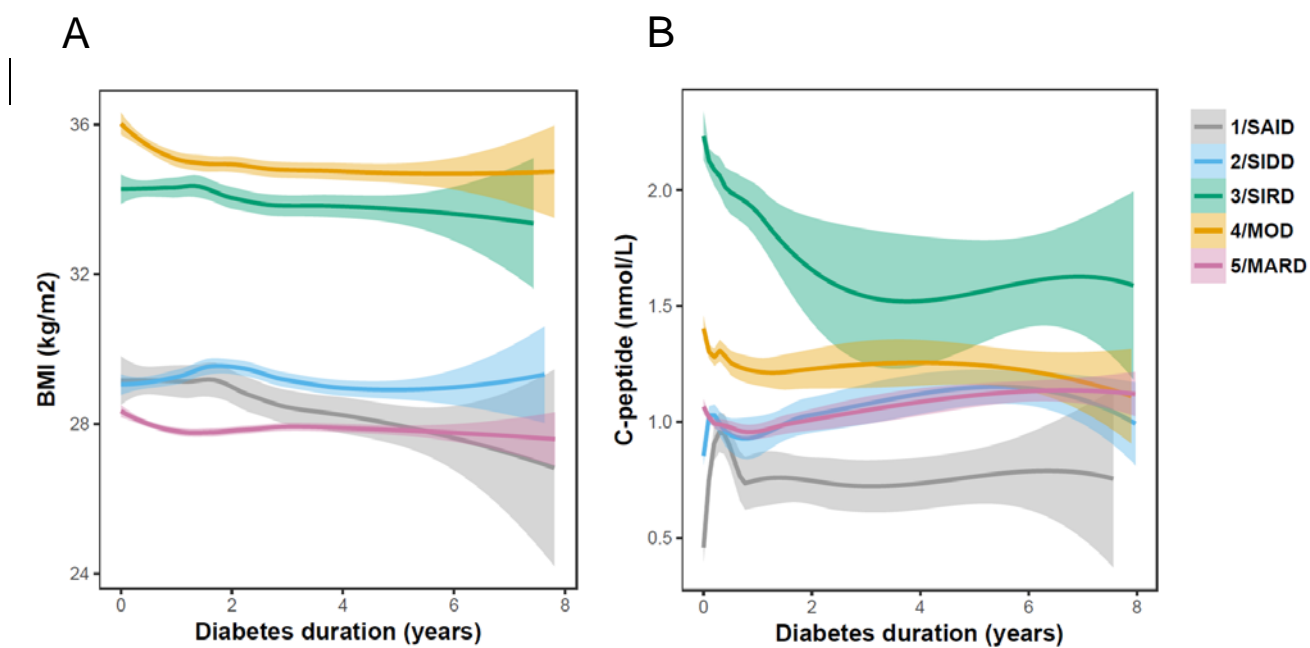 A
B
BMI (kg/m2)
36
32
28
24
0 2 4 6 8
Diabetes duration (years)
C-peptide (nmol/L)
2.0
1.5
1.0
0.5
0 2 4 6 8
Diabetes duration (years)
1/SAID
2/SIDD
3/SIRD
4/MOD
5/MARD